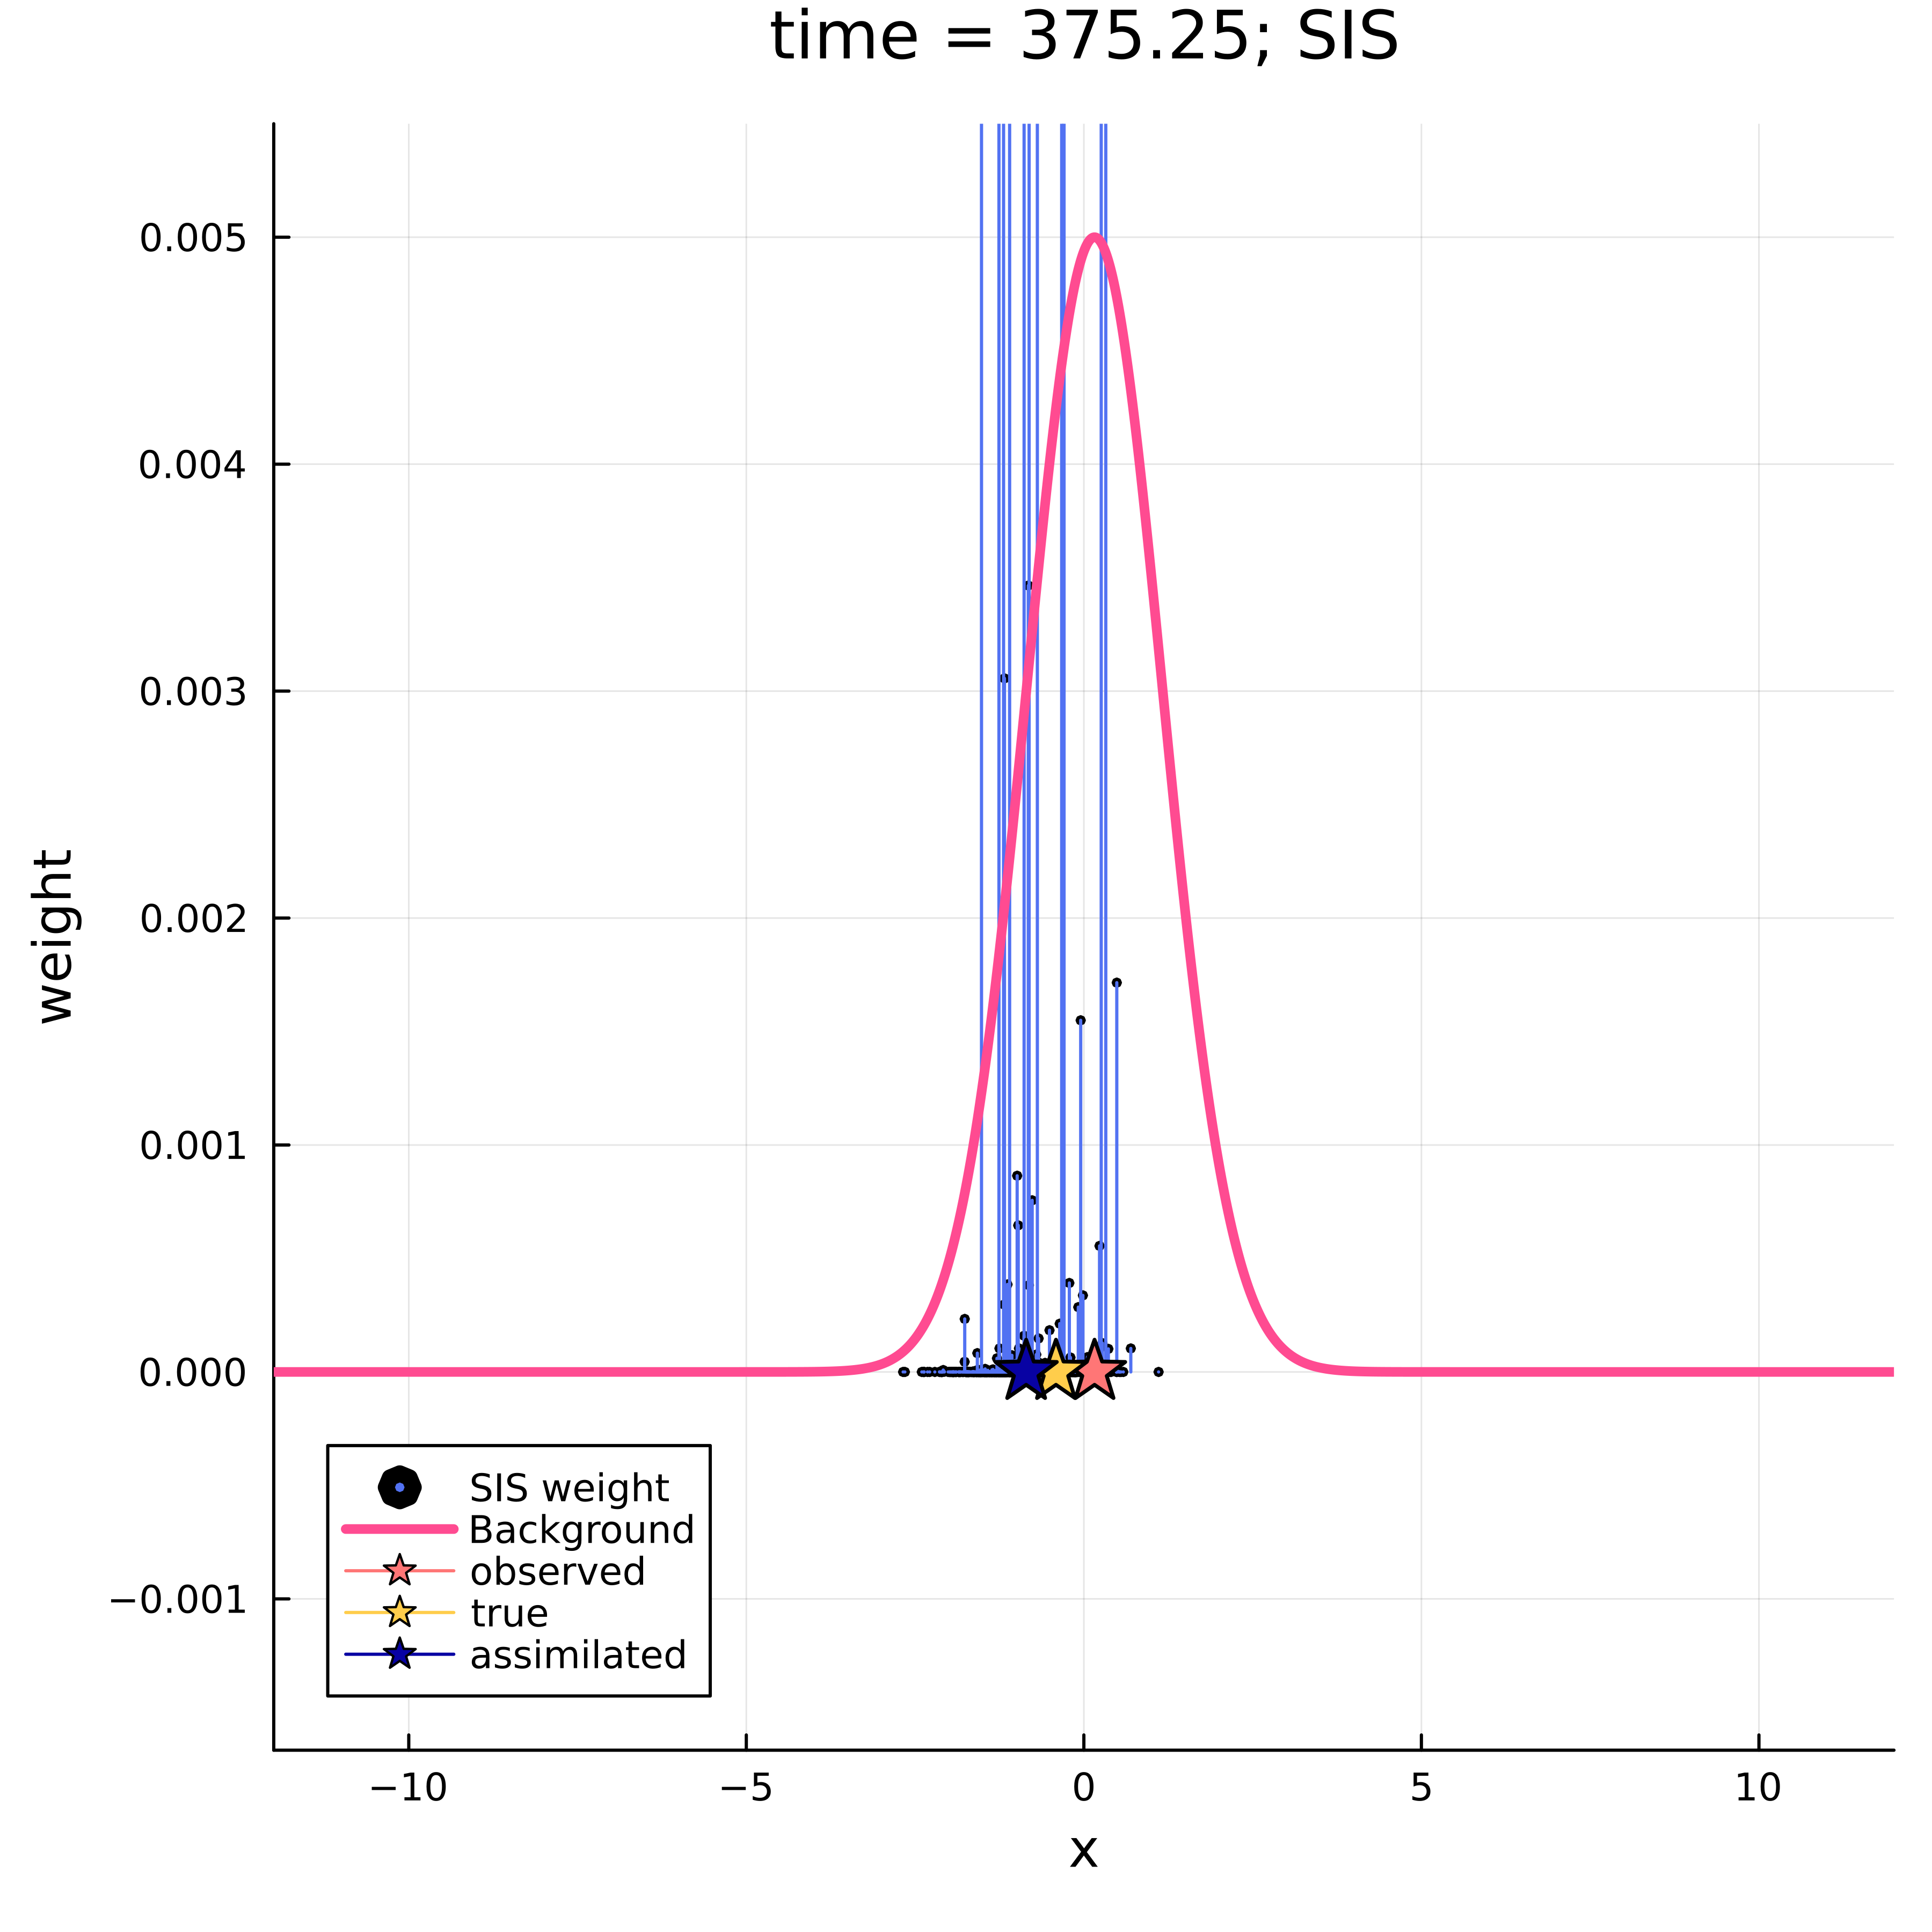 time = 375.25; SIS
weight
0.005
0.004
0.003
0.002
0.001
0.000
−0.001
SIS weight
Background
observed
true
assimilated
−10 −5 0 5 10
x